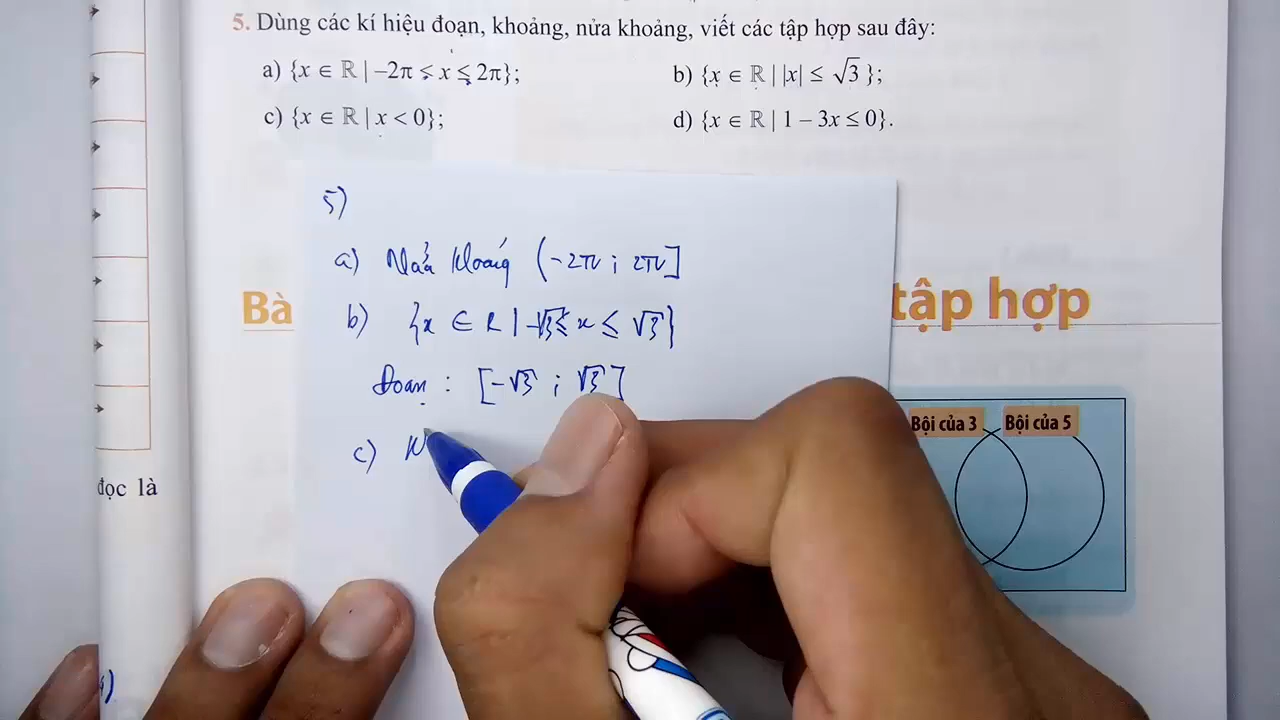 5. Dùng các kí hiệu đoạn, khoảng, nửa khoảng, viết các tập hợp sau đây:
a) {x ∈ ℝ | −2π < x ≤ 2π};
b) {x ∈ ℝ | |x| ≤ √3};
c) {x ∈ ℝ | x < 0};
d) {x ∈ ℝ | 1 − 3x ≤ 0}.
5)
a) Nửa khoảng (-2π ; 2π]
b) {x ∈ R | -√3 ≤ x ≤ √3}
Đoạn : [-√3 ; √3]
c)
Bà
tập hợp
Bội của 3
Bội của 5
đọc là